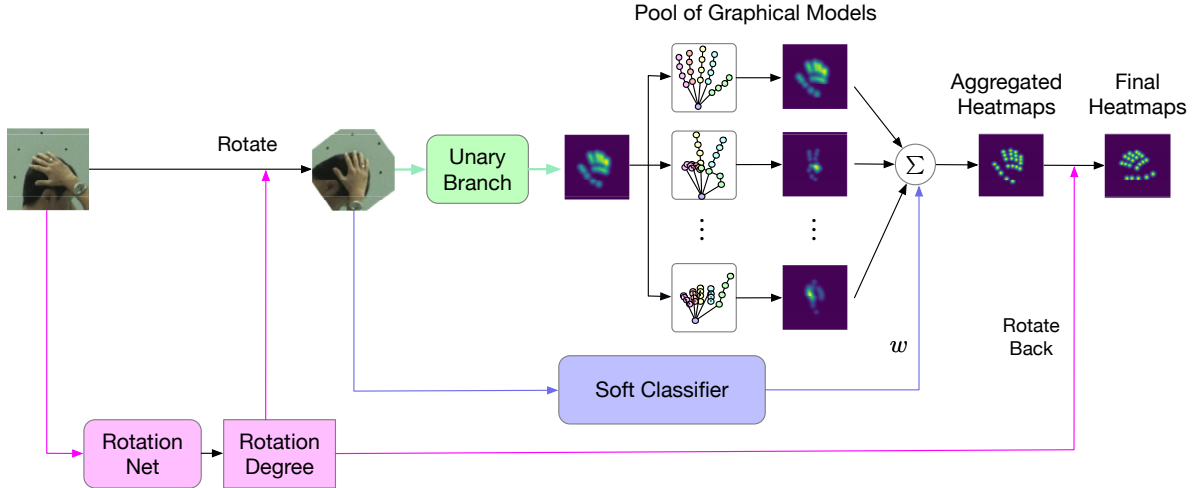 Pool of Graphical Models
Aggregated
Heatmaps
Final
Heatmaps
Rotate
Unary
Branch
Σ
Rotate
Back
w
Soft Classifier
Rotation
Net
Rotation
Degree